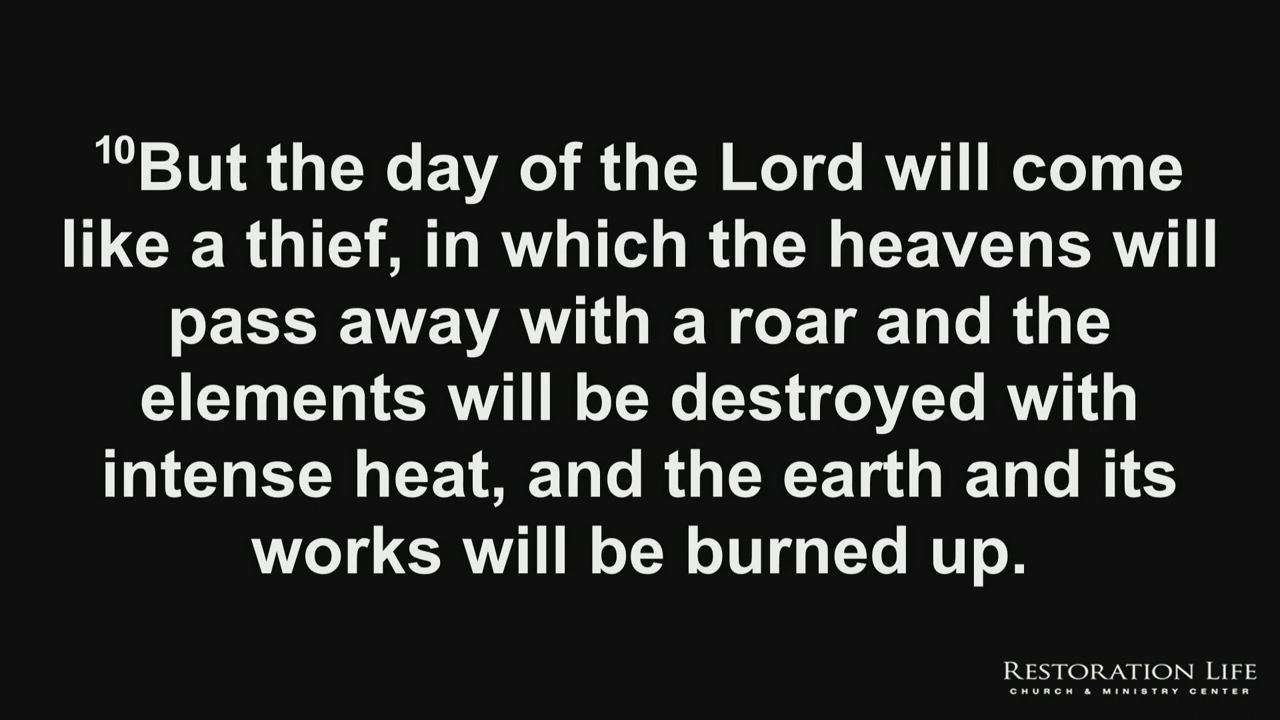 10But the day of the Lord will come
like a thief, in which the heavens will
pass away with a roar and the
elements will be destroyed with
intense heat, and the earth and its
works will be burned up.
RESTORATION LIFE
CHURCH & MINISTRY CENTER